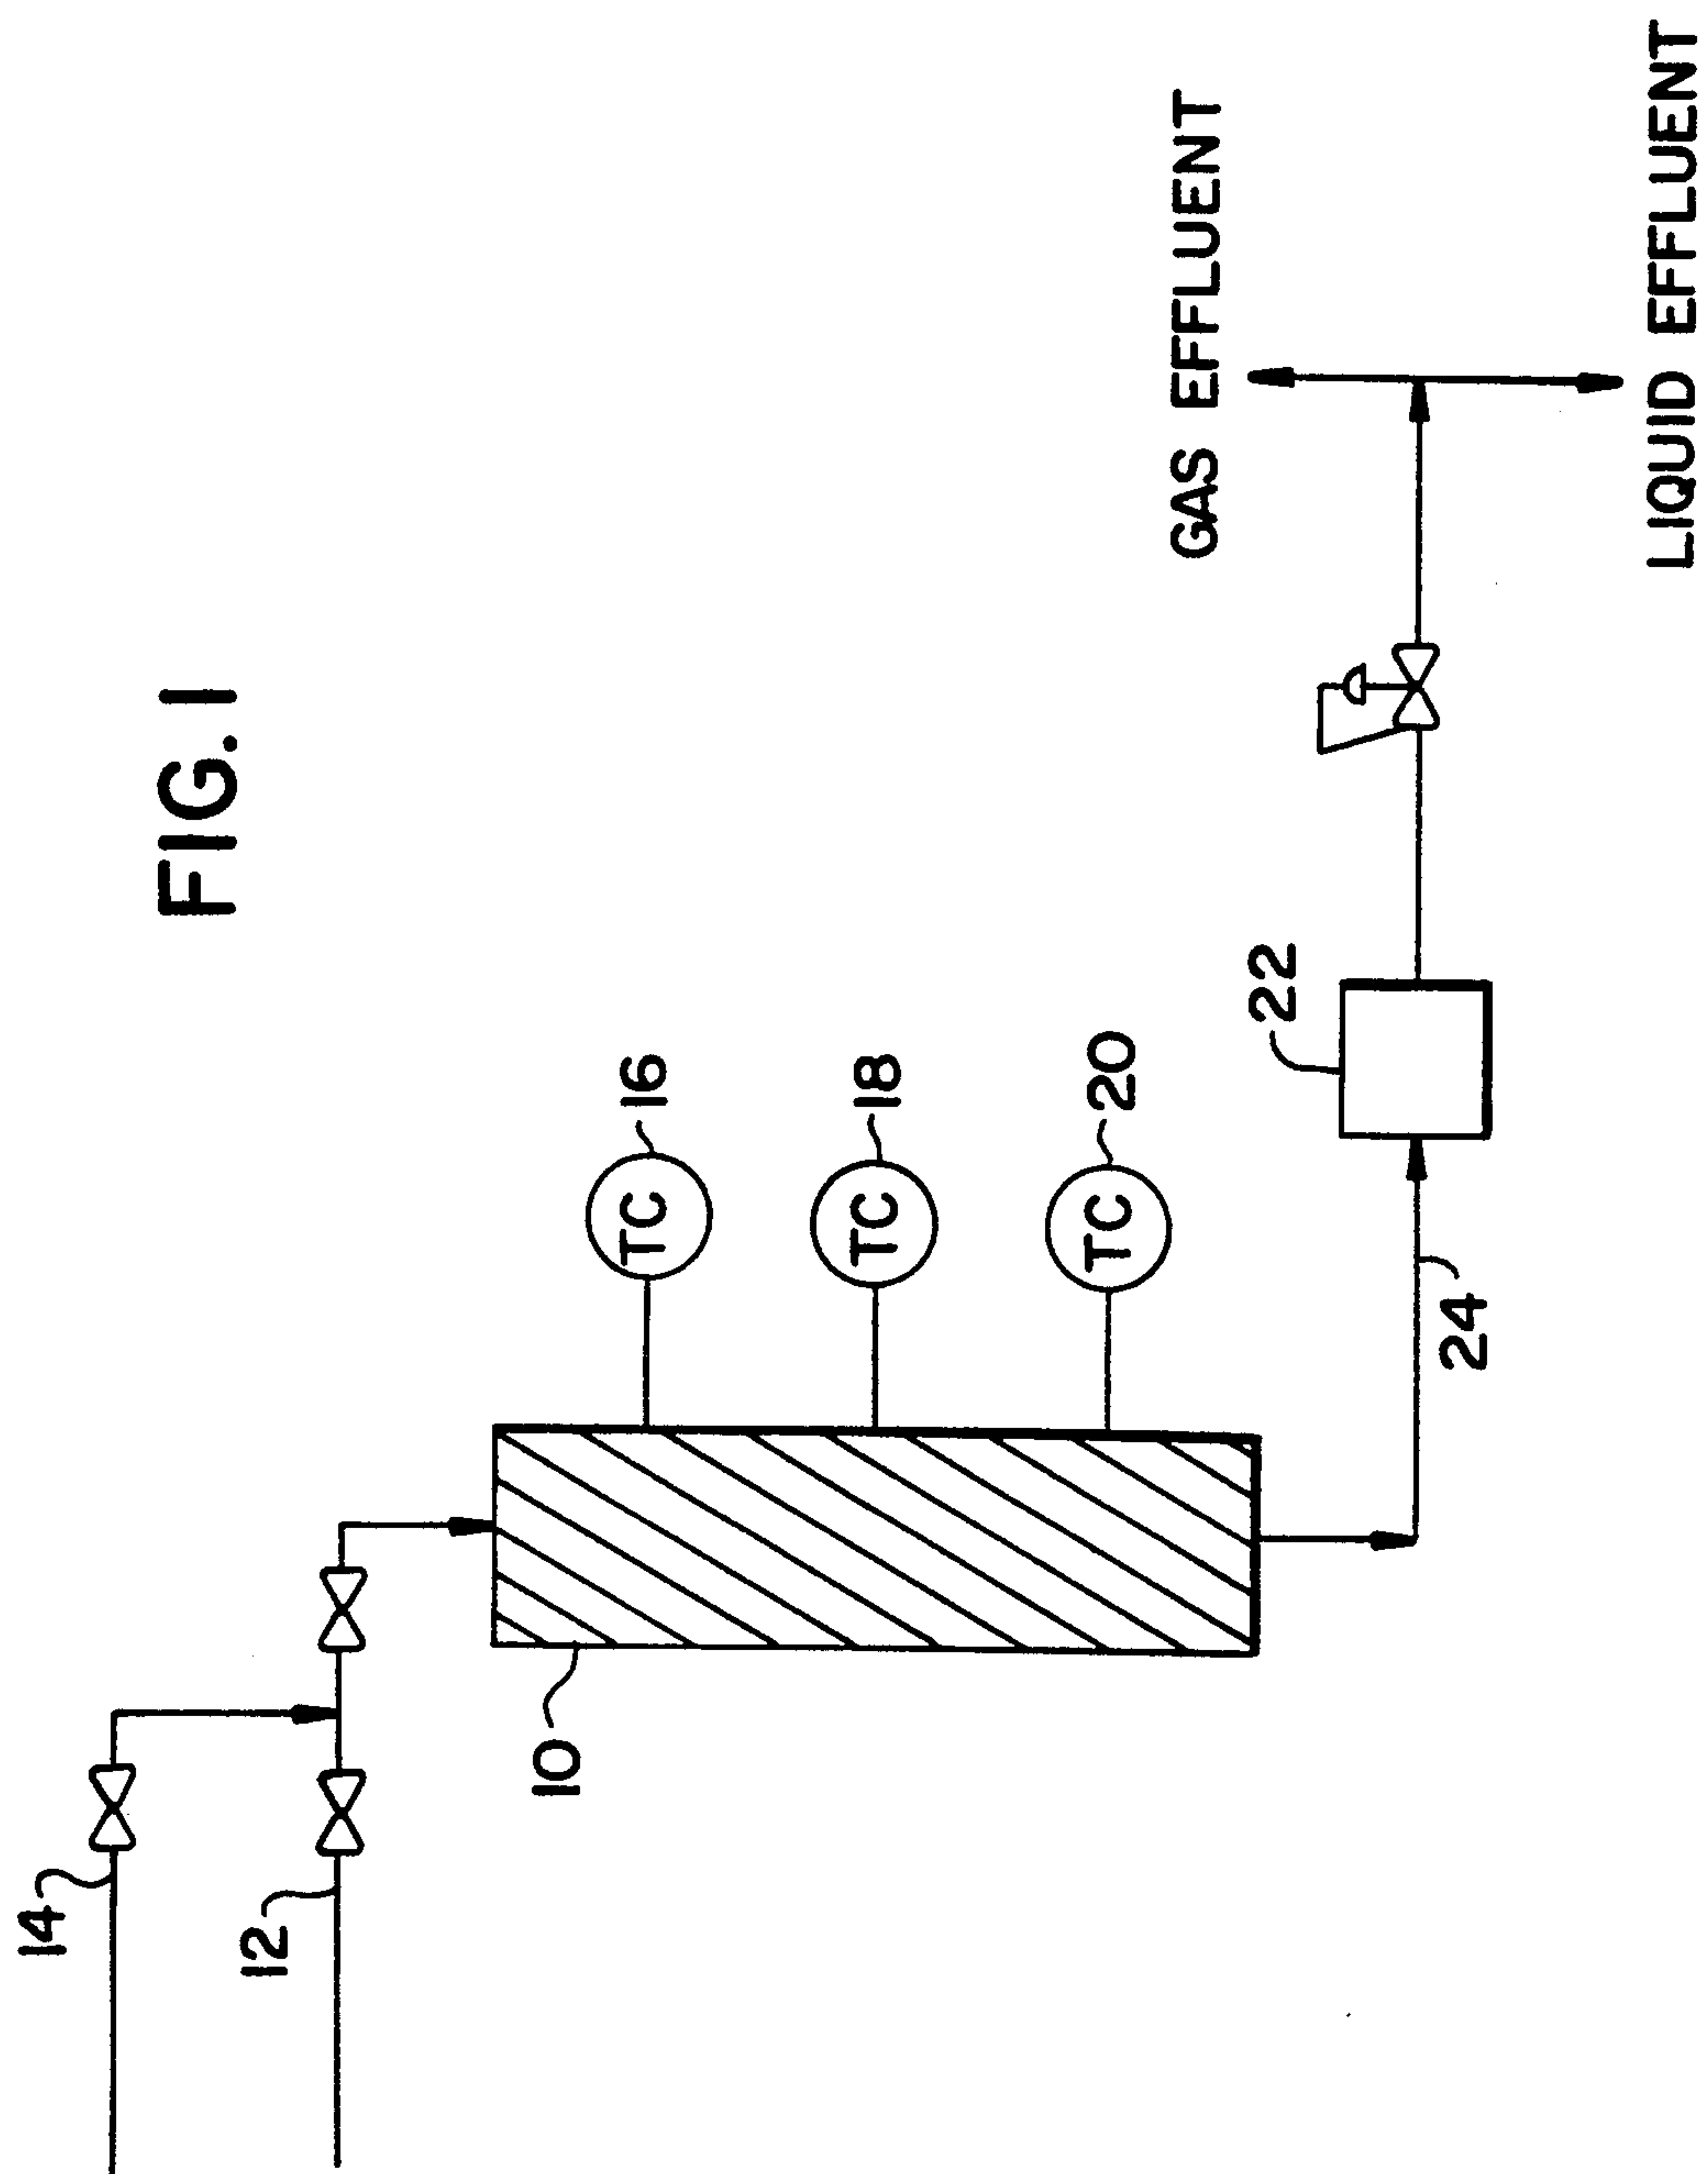 FIG. 1
14
12
10
TC
16
TC
18
TC
20
24
22
GAS EFFLUENT
LIQUID EFFLUENT